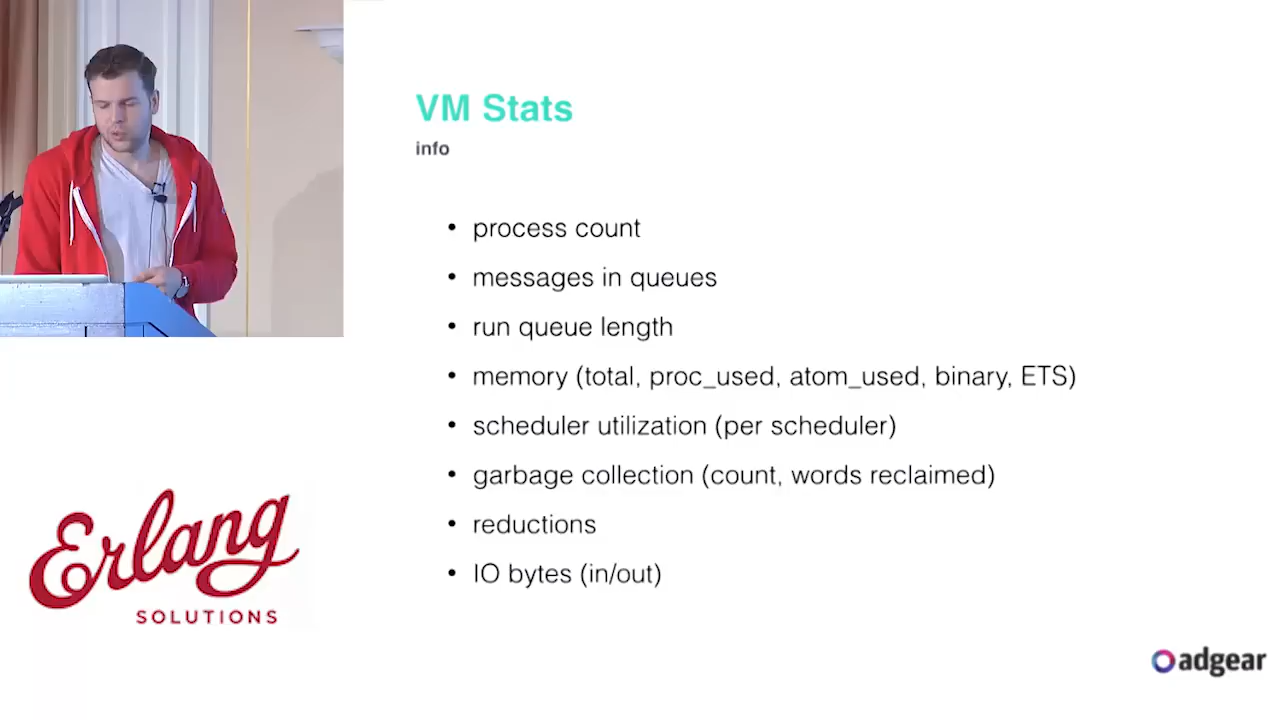 VM Stats
info
• process count
• messages in queues
• run queue length
• memory (total, proc_used, atom_used, binary, ETS)
• scheduler utilization (per scheduler)
• garbage collection (count, words reclaimed)
• reductions
• IO bytes (in/out)
Erlang
SOLUTIONS
adgear